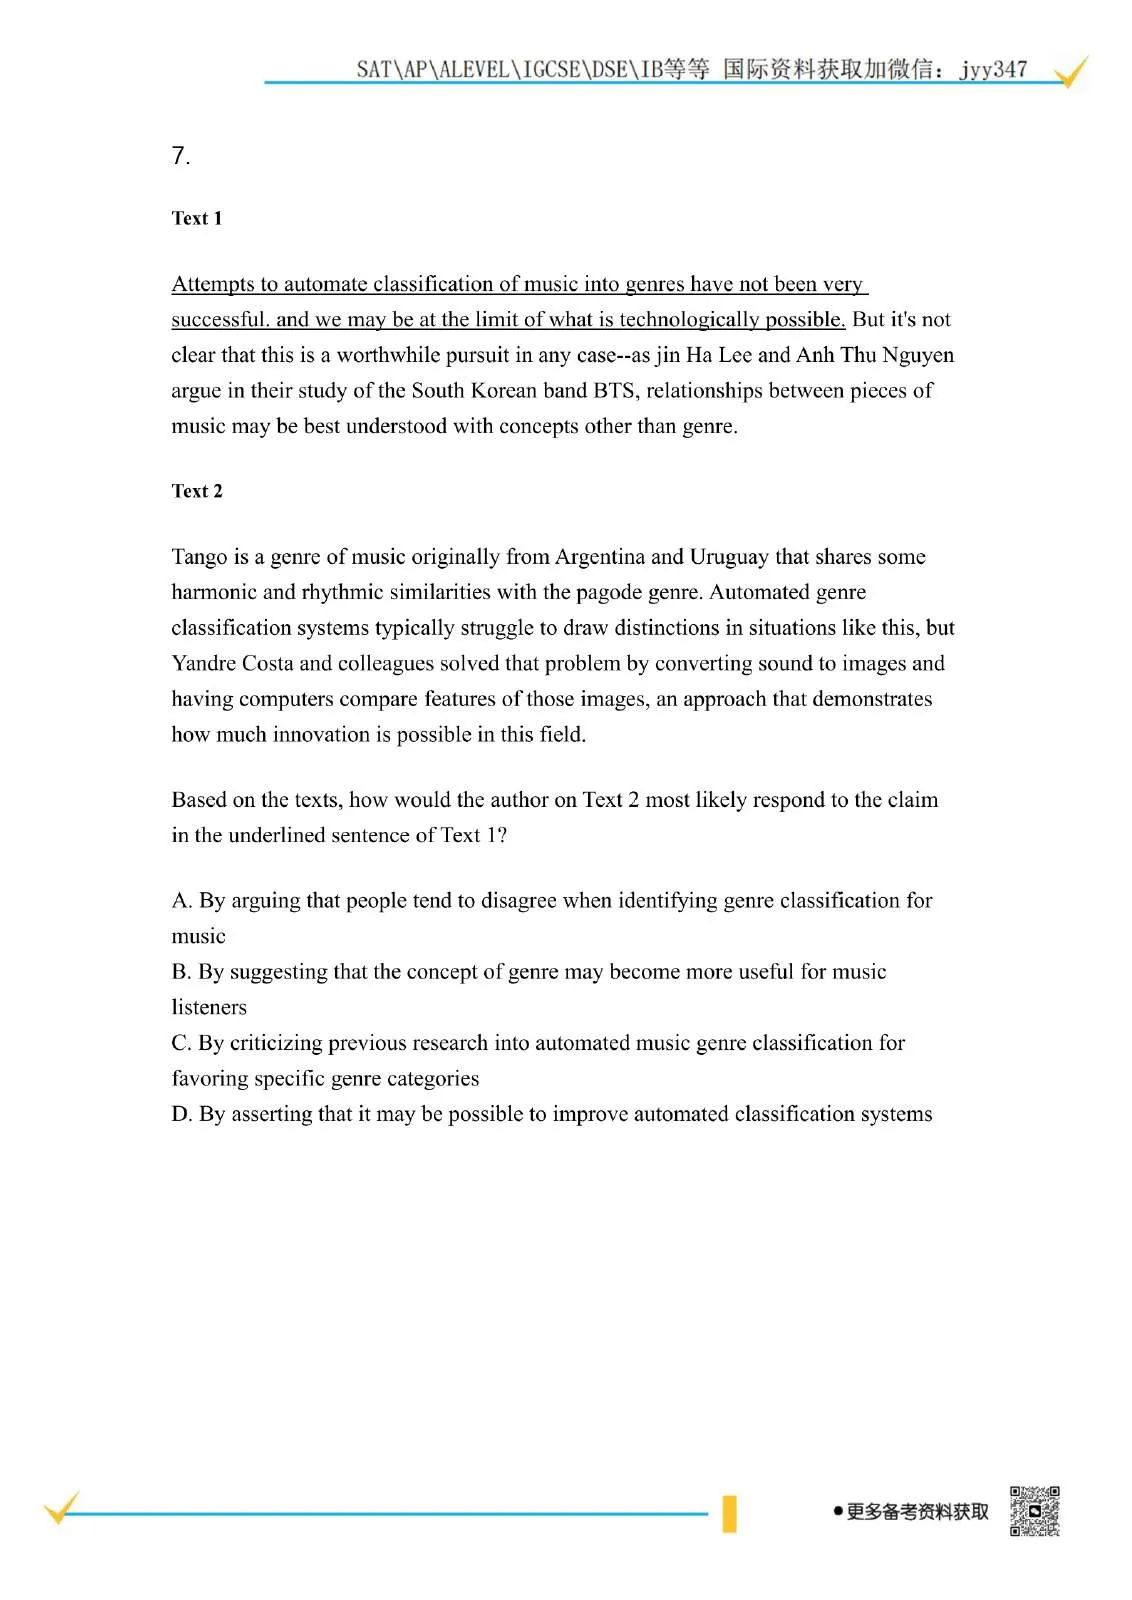 SAT\AP\ALEVEL\IGCSE\DSE\IB等等 国际资料获取加微信：jyy347
7.
Text 1
Attempts to automate classification of music into genres have not been very
successful. and we may be at the limit of what is technologically possible. But it's not
clear that this is a worthwhile pursuit in any case--as jin Ha Lee and Anh Thu Nguyen
argue in their study of the South Korean band BTS, relationships between pieces of
music may be best understood with concepts other than genre.
Text 2
Tango is a genre of music originally from Argentina and Uruguay that shares some
harmonic and rhythmic similarities with the pagode genre. Automated genre
classification systems typically struggle to draw distinctions in situations like this, but
Yandre Costa and colleagues solved that problem by converting sound to images and
having computers compare features of those images, an approach that demonstrates
how much innovation is possible in this field.
Based on the texts, how would the author on Text 2 most likely respond to the claim
in the underlined sentence of Text 1?
A. By arguing that people tend to disagree when identifying genre classification for
music
B. By suggesting that the concept of genre may become more useful for music
listeners
C. By criticizing previous research into automated music genre classification for
favoring specific genre categories
D. By asserting that it may be possible to improve automated classification systems
●更多备考资料获取